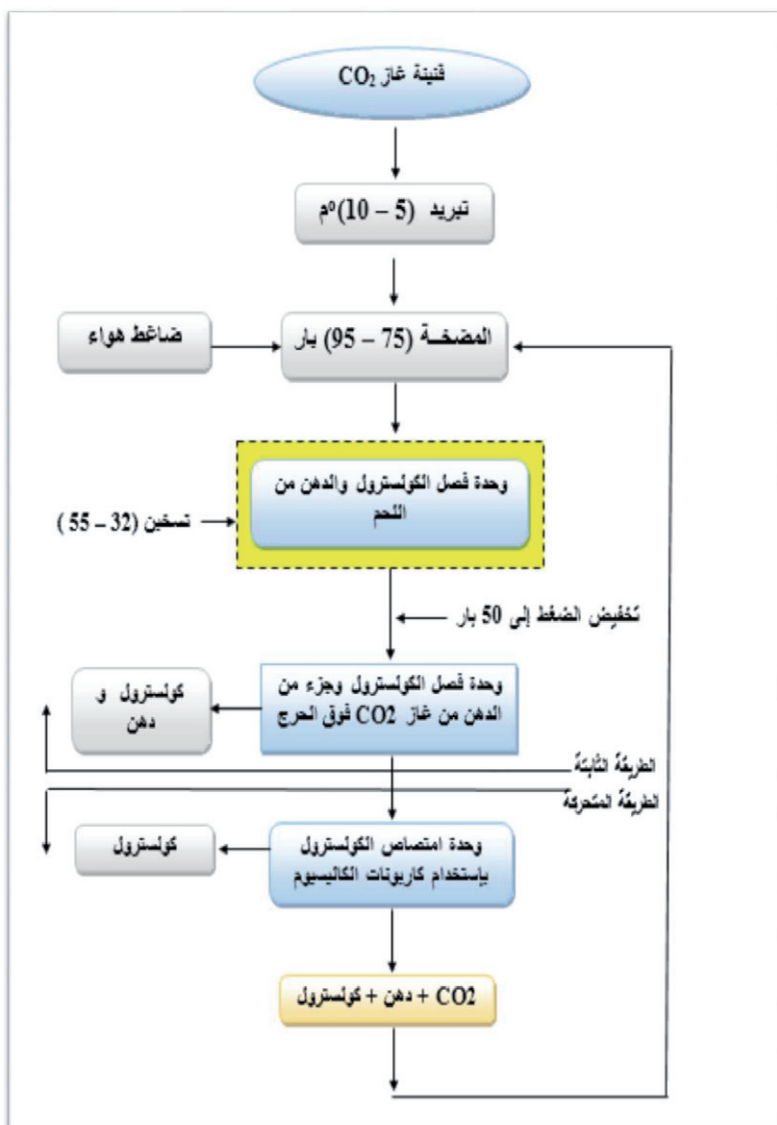 قنينة غاز CO₂
تبريد (5 – 10)°م
المضخة (75 – 95) بار
ضاغط هواء
وحدة فصل الكولسترول والدهن من
اللحم
تسخين (32 – 55 )
تخفيض الضغط إلى 50 بار
وحدة فصل الكولسترول وجزء من
الدهن من غاز CO2 فوق الحرج
كولسترول و
دهن
الطريقة الثابتة
الطريقة المتحركة
وحدة امتصاص الكولسترول
بإستخدام كاربونات الكاليسيوم
كولسترول
CO2 + دهن + كولسترول